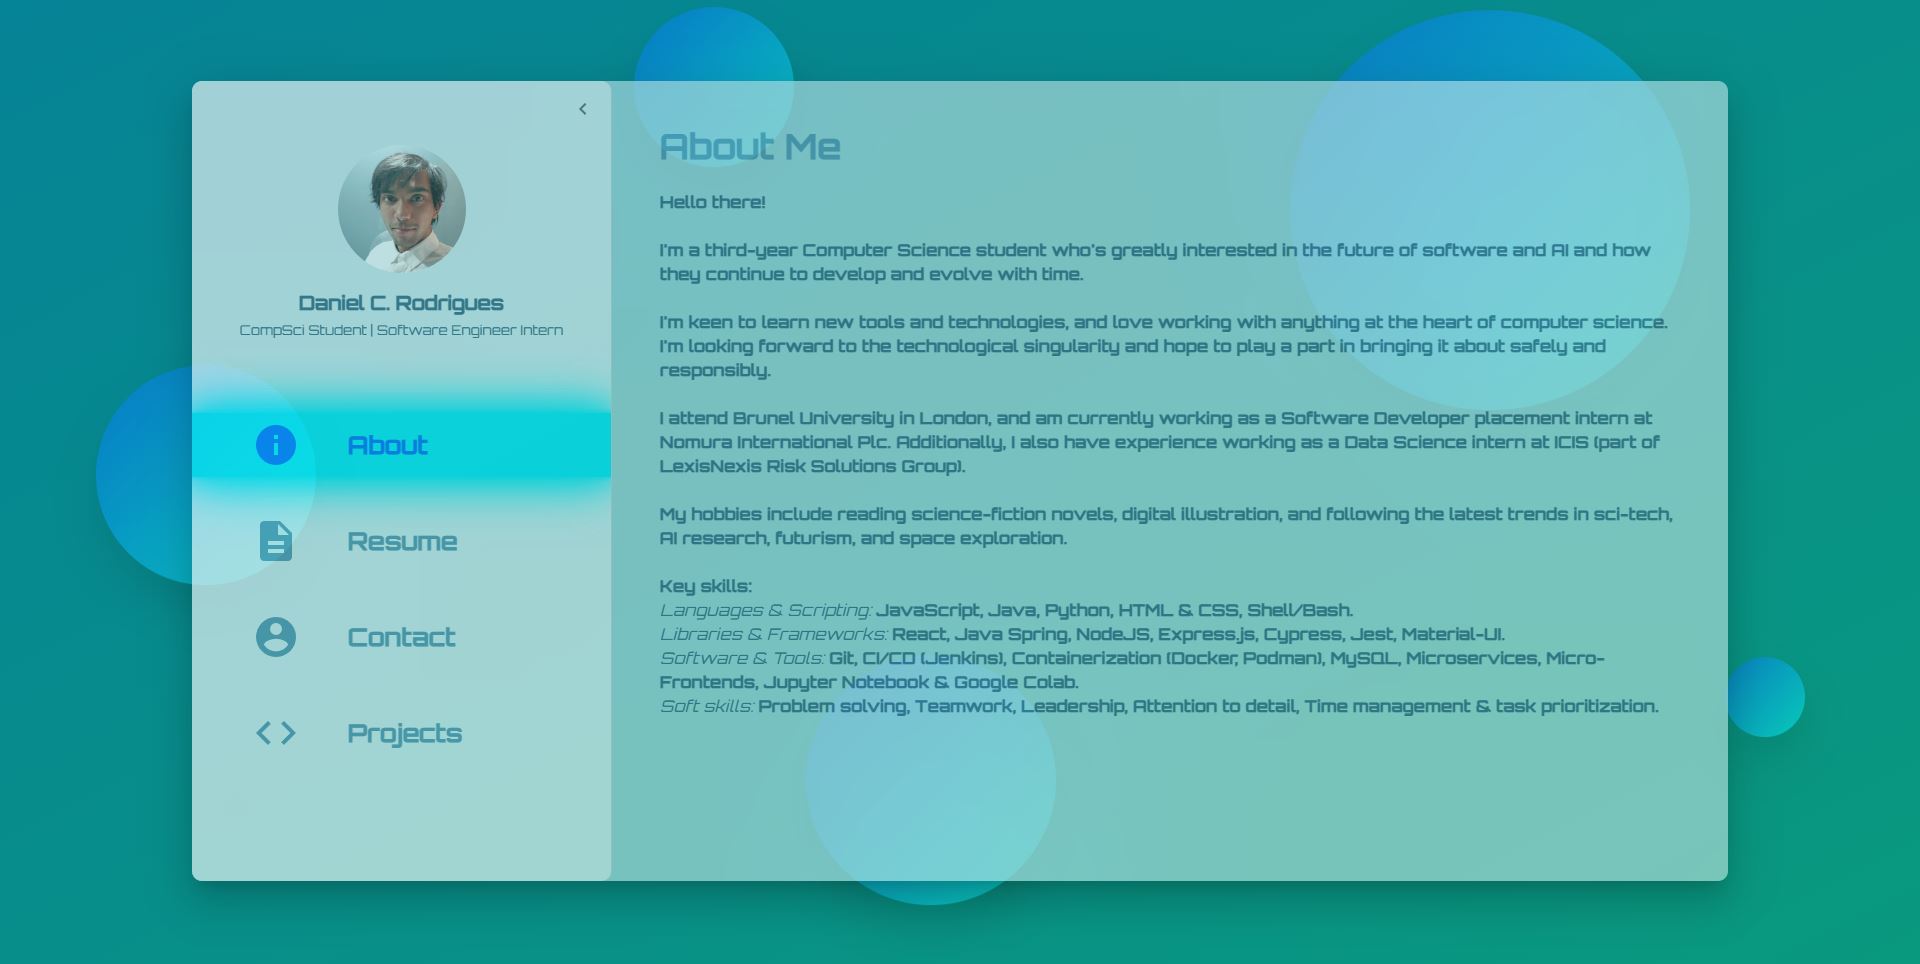 Daniel C. Rodrigues
CompSci Student | Software Engineer Intern
About
Resume
Contact
Projects
About Me
Hello there!
I'm a third-year Computer Science student who's greatly interested in the future of software and AI and how
they continue to develop and evolve with time.
I'm keen to learn new tools and technologies, and love working with anything at the heart of computer science.
I'm looking forward to the technological singularity and hope to play a part in bringing it about safely and
responsibly.
I attend Brunel University in London, and am currently working as a Software Developer placement intern at
Nomura International Plc. Additionally, I also have experience working as a Data Science intern at ICIS (part of
LexisNexis Risk Solutions Group).
My hobbies include reading science-fiction novels, digital illustration, and following the latest trends in sci-tech,
AI research, futurism, and space exploration.
Key skills:
Languages & Scripting: JavaScript, Java, Python, HTML & CSS, Shell/Bash.
Libraries & Frameworks: React, Java Spring, NodeJS, Express.js, Cypress, Jest, Material-UI.
Software & Tools: Git, CI/CD (Jenkins), Containerization (Docker, Podman), MySQL, Microservices, Micro-
Frontends, Jupyter Notebook & Google Colab.
Soft skills: Problem solving, Teamwork, Leadership, Attention to detail, Time management & task prioritization.